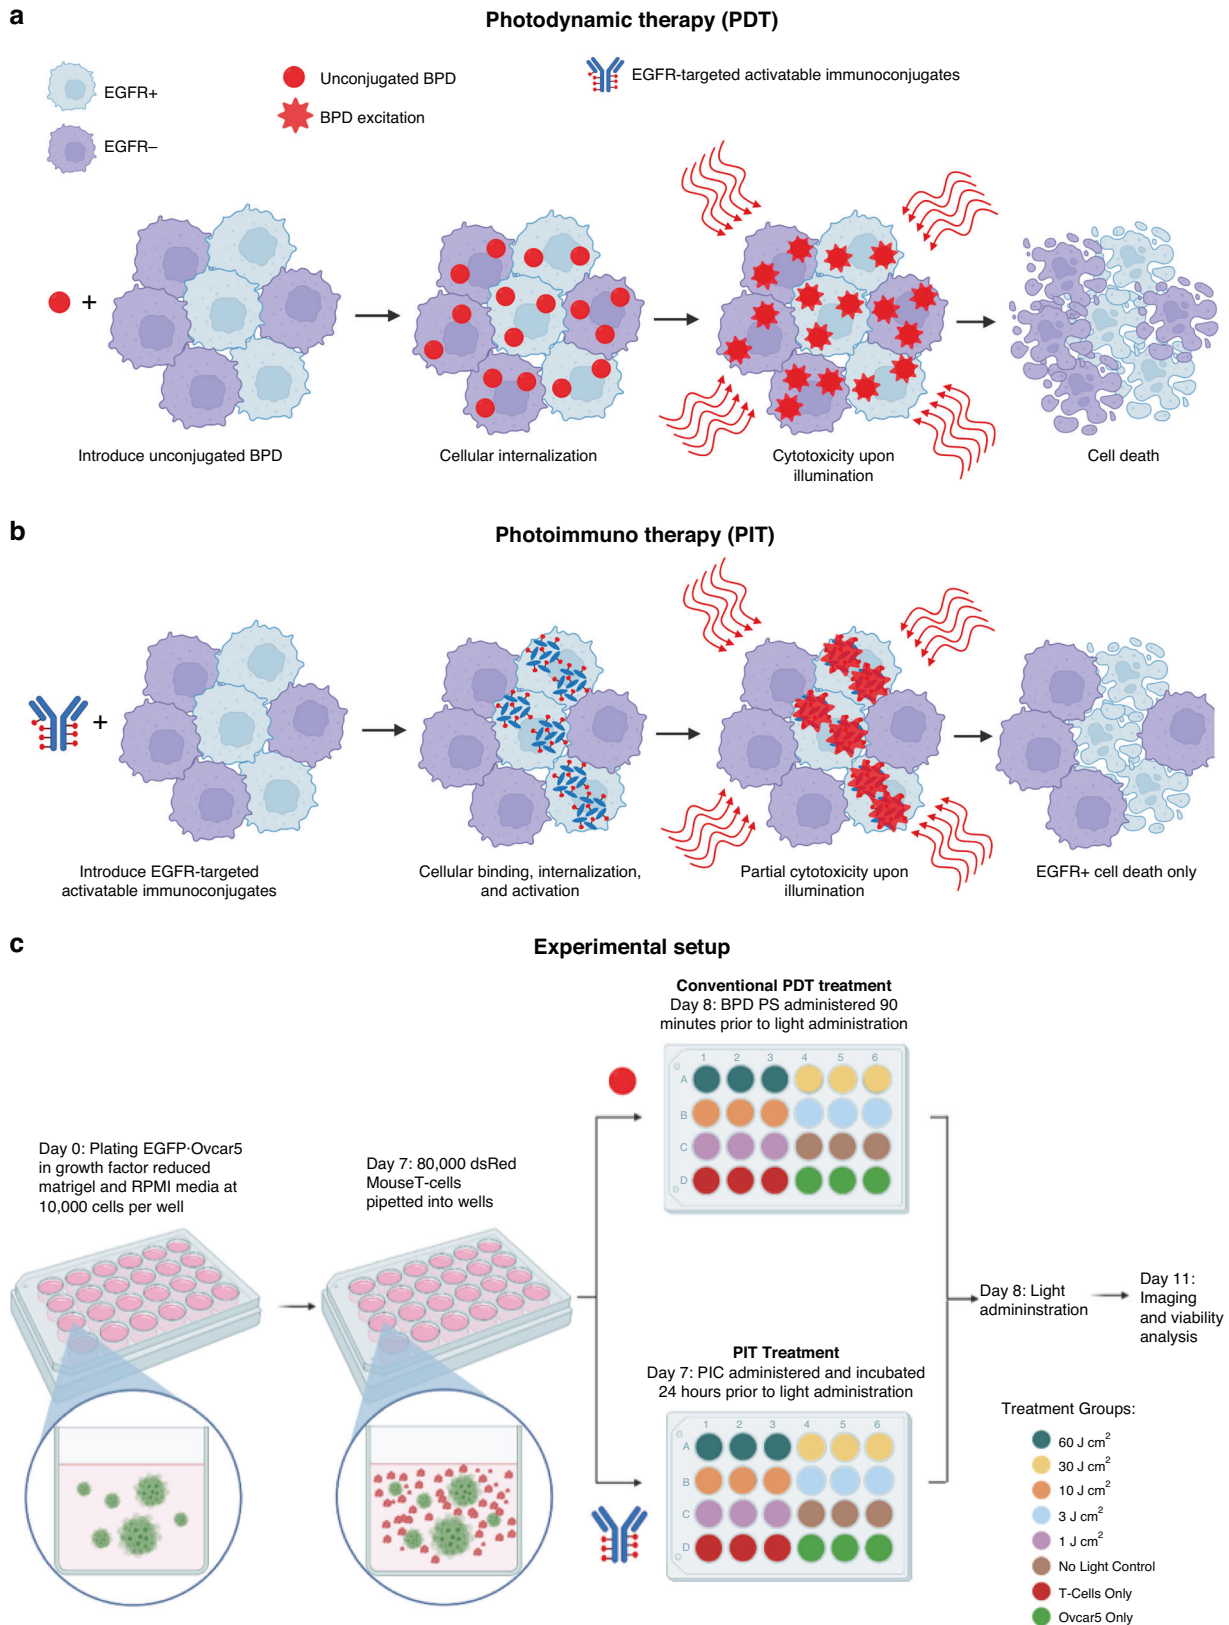 a
Photodynamic therapy (PDT)
EGFR+
EGFR–
Unconjugated BPD
BPD excitation
EGFR-targeted activatable immunoconjugates
+
Introduce unconjugated BPD
Cellular internalization
Cytotoxicity upon
illumination
Cell death
b
Photoimmuno therapy (PIT)
+
Introduce EGFR-targeted
activatable immunoconjugates
Cellular binding, internalization,
and activation
Partial cytotoxicity upon
illumination
EGFR+ cell death only
c
Experimental setup
Day 0: Plating EGFP·Ovcar5
in growth factor reduced
matrigel and RPMI media at
10,000 cells per well
Day 7: 80,000 dsRed
MouseT-cells
pipetted into wells
Conventional PDT treatment
Day 8: BPD PS administered 90
minutes prior to light administration
1 2 3 4 5 6
A
B
C
D
PIT Treatment
Day 7: PIC administered and incubated
24 hours prior to light administration
1 2 3 4 5 6
A
B
C
D
Day 8: Light
admininstration
Day 11:
Imaging
and viability
analysis
Treatment Groups:
60 J cm²
30 J cm²
10 J cm²
3 J cm²
1 J cm²
No Light Control
T-Cells Only
Ovcar5 Only